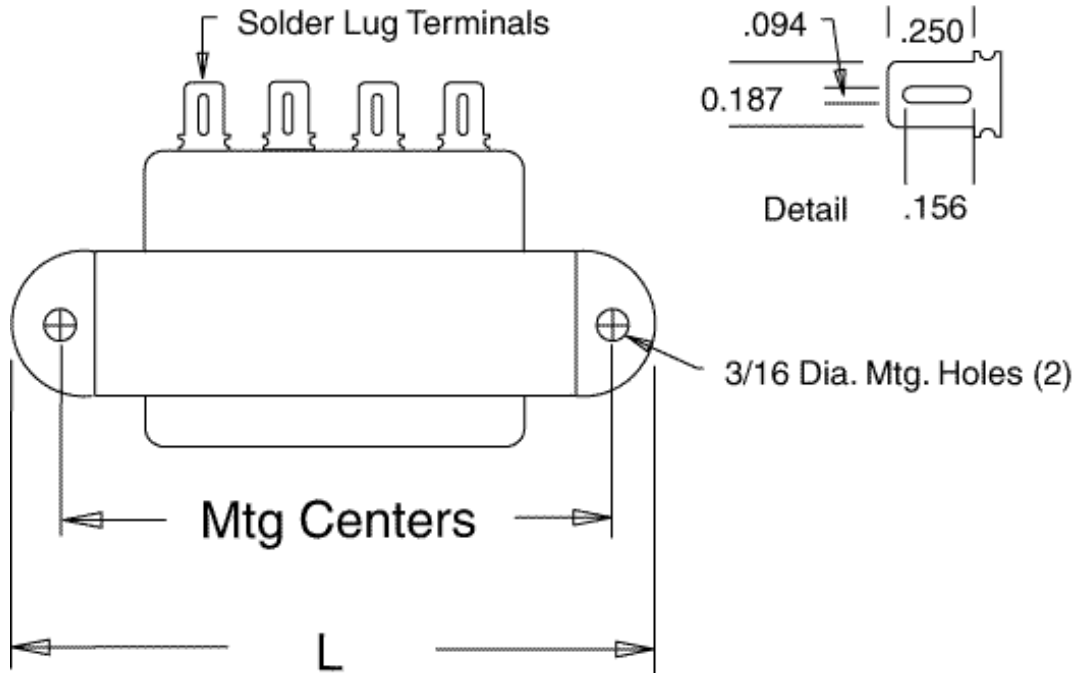 Solder Lug Terminals
.094
.250
0.187
Detail
.156
3/16 Dia. Mtg. Holes (2)
Mtg Centers
L